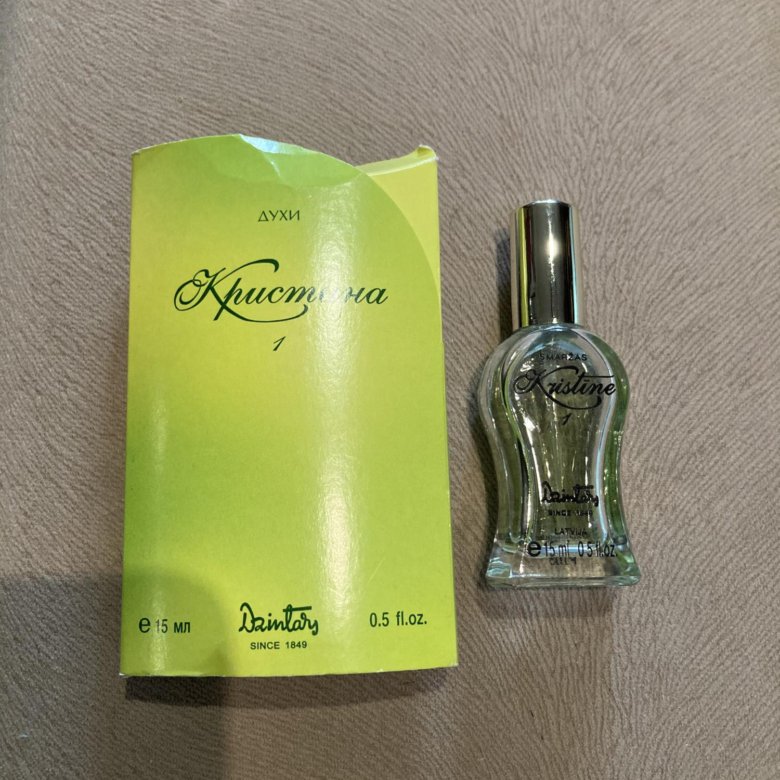 ДУХИ
Кристина
1
e 15 мл
Dzintars
SINCE 1849
0.5 fl.oz.
SMARŽAS
Kristine
1
Dzintars
SINCE 1849
LATVIJA
e 15 ml 0.5 fl.oz.